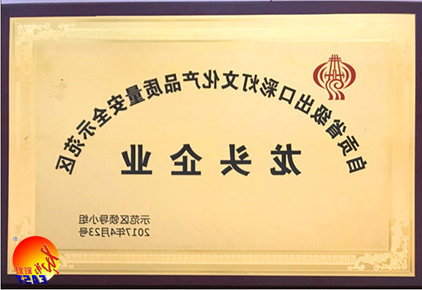 自贡省级出口彩灯文化产品质量安全示范区
龙头企业
示范区领导小组
2017年4月23号